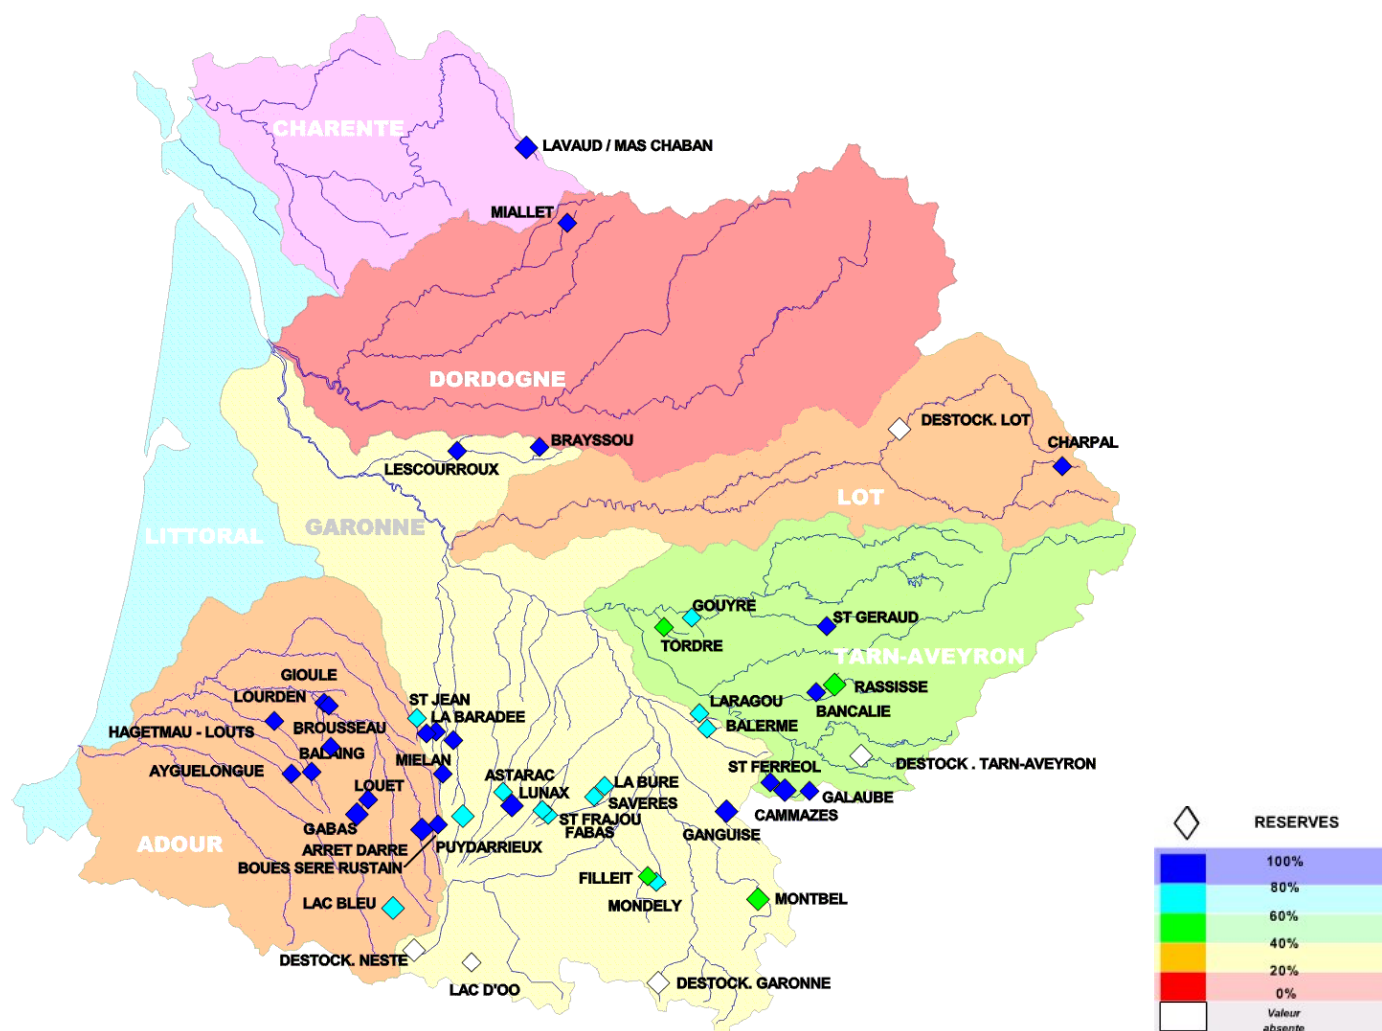 CHARENTE
LAVAUD / MAS CHABAN
MIALLET
DORDOGNE
DESTOCK. LOT
BRAYSSOU
CHARPAL
LESCOURROUX
LOT
GARONNE
LITTORAL
GOUYRE
ST GERAUD
TORDRE
TARN-AVEYRON
GIOULE
RASSISSE
LOURDEN
ST JEAN
LARAGOU
BANCALIE
LA BARADEE
HAGETMAU - LOUTS
BROUSSEAU
BALERME
BALAING
MIELAN
ST FERREOL
DESTOCK . TARN-AVEYRON
AYGUELONGUE
ASTARAC
LOUET
LUNAX
LA BURE
GALAUBE
SAVERES
CAMMAZES
GABAS
ST FRAJOU
FABAS
GANGUISE
ADOUR
ARRET DARRE
PUYDARRIEUX
BOUES SERE RUSTAIN
FILLEIT
LAC BLEU
MONDELY
MONTBEL
DESTOCK. NESTE
LAC D'OO
DESTOCK. GARONNE
RESERVES
100%
80%
60%
40%
20%
0%
Valeur
absente